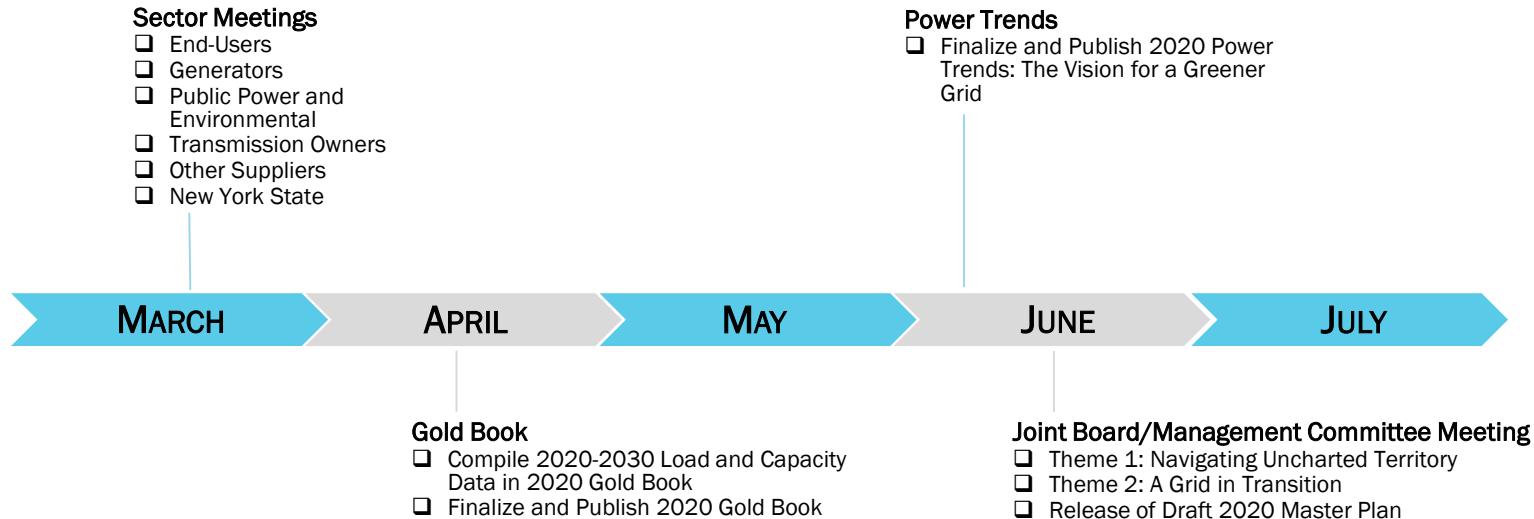 Sector Meetings
❑ End-Users
❑ Generators
❑ Public Power and
Environmental
❑ Transmission Owners
❑ Other Suppliers
❑ New York State
Power Trends
❑ Finalize and Publish 2020 Power
Trends: The Vision for a Greener
Grid
MARCH
APRIL
MAY
JUNE
JULY
Gold Book
❑ Compile 2020-2030 Load and Capacity
Data in 2020 Gold Book
❑ Finalize and Publish 2020 Gold Book
Joint Board/Management Committee Meeting
❑ Theme 1: Navigating Uncharted Territory
❑ Theme 2: A Grid in Transition
❑ Release of Draft 2020 Master Plan